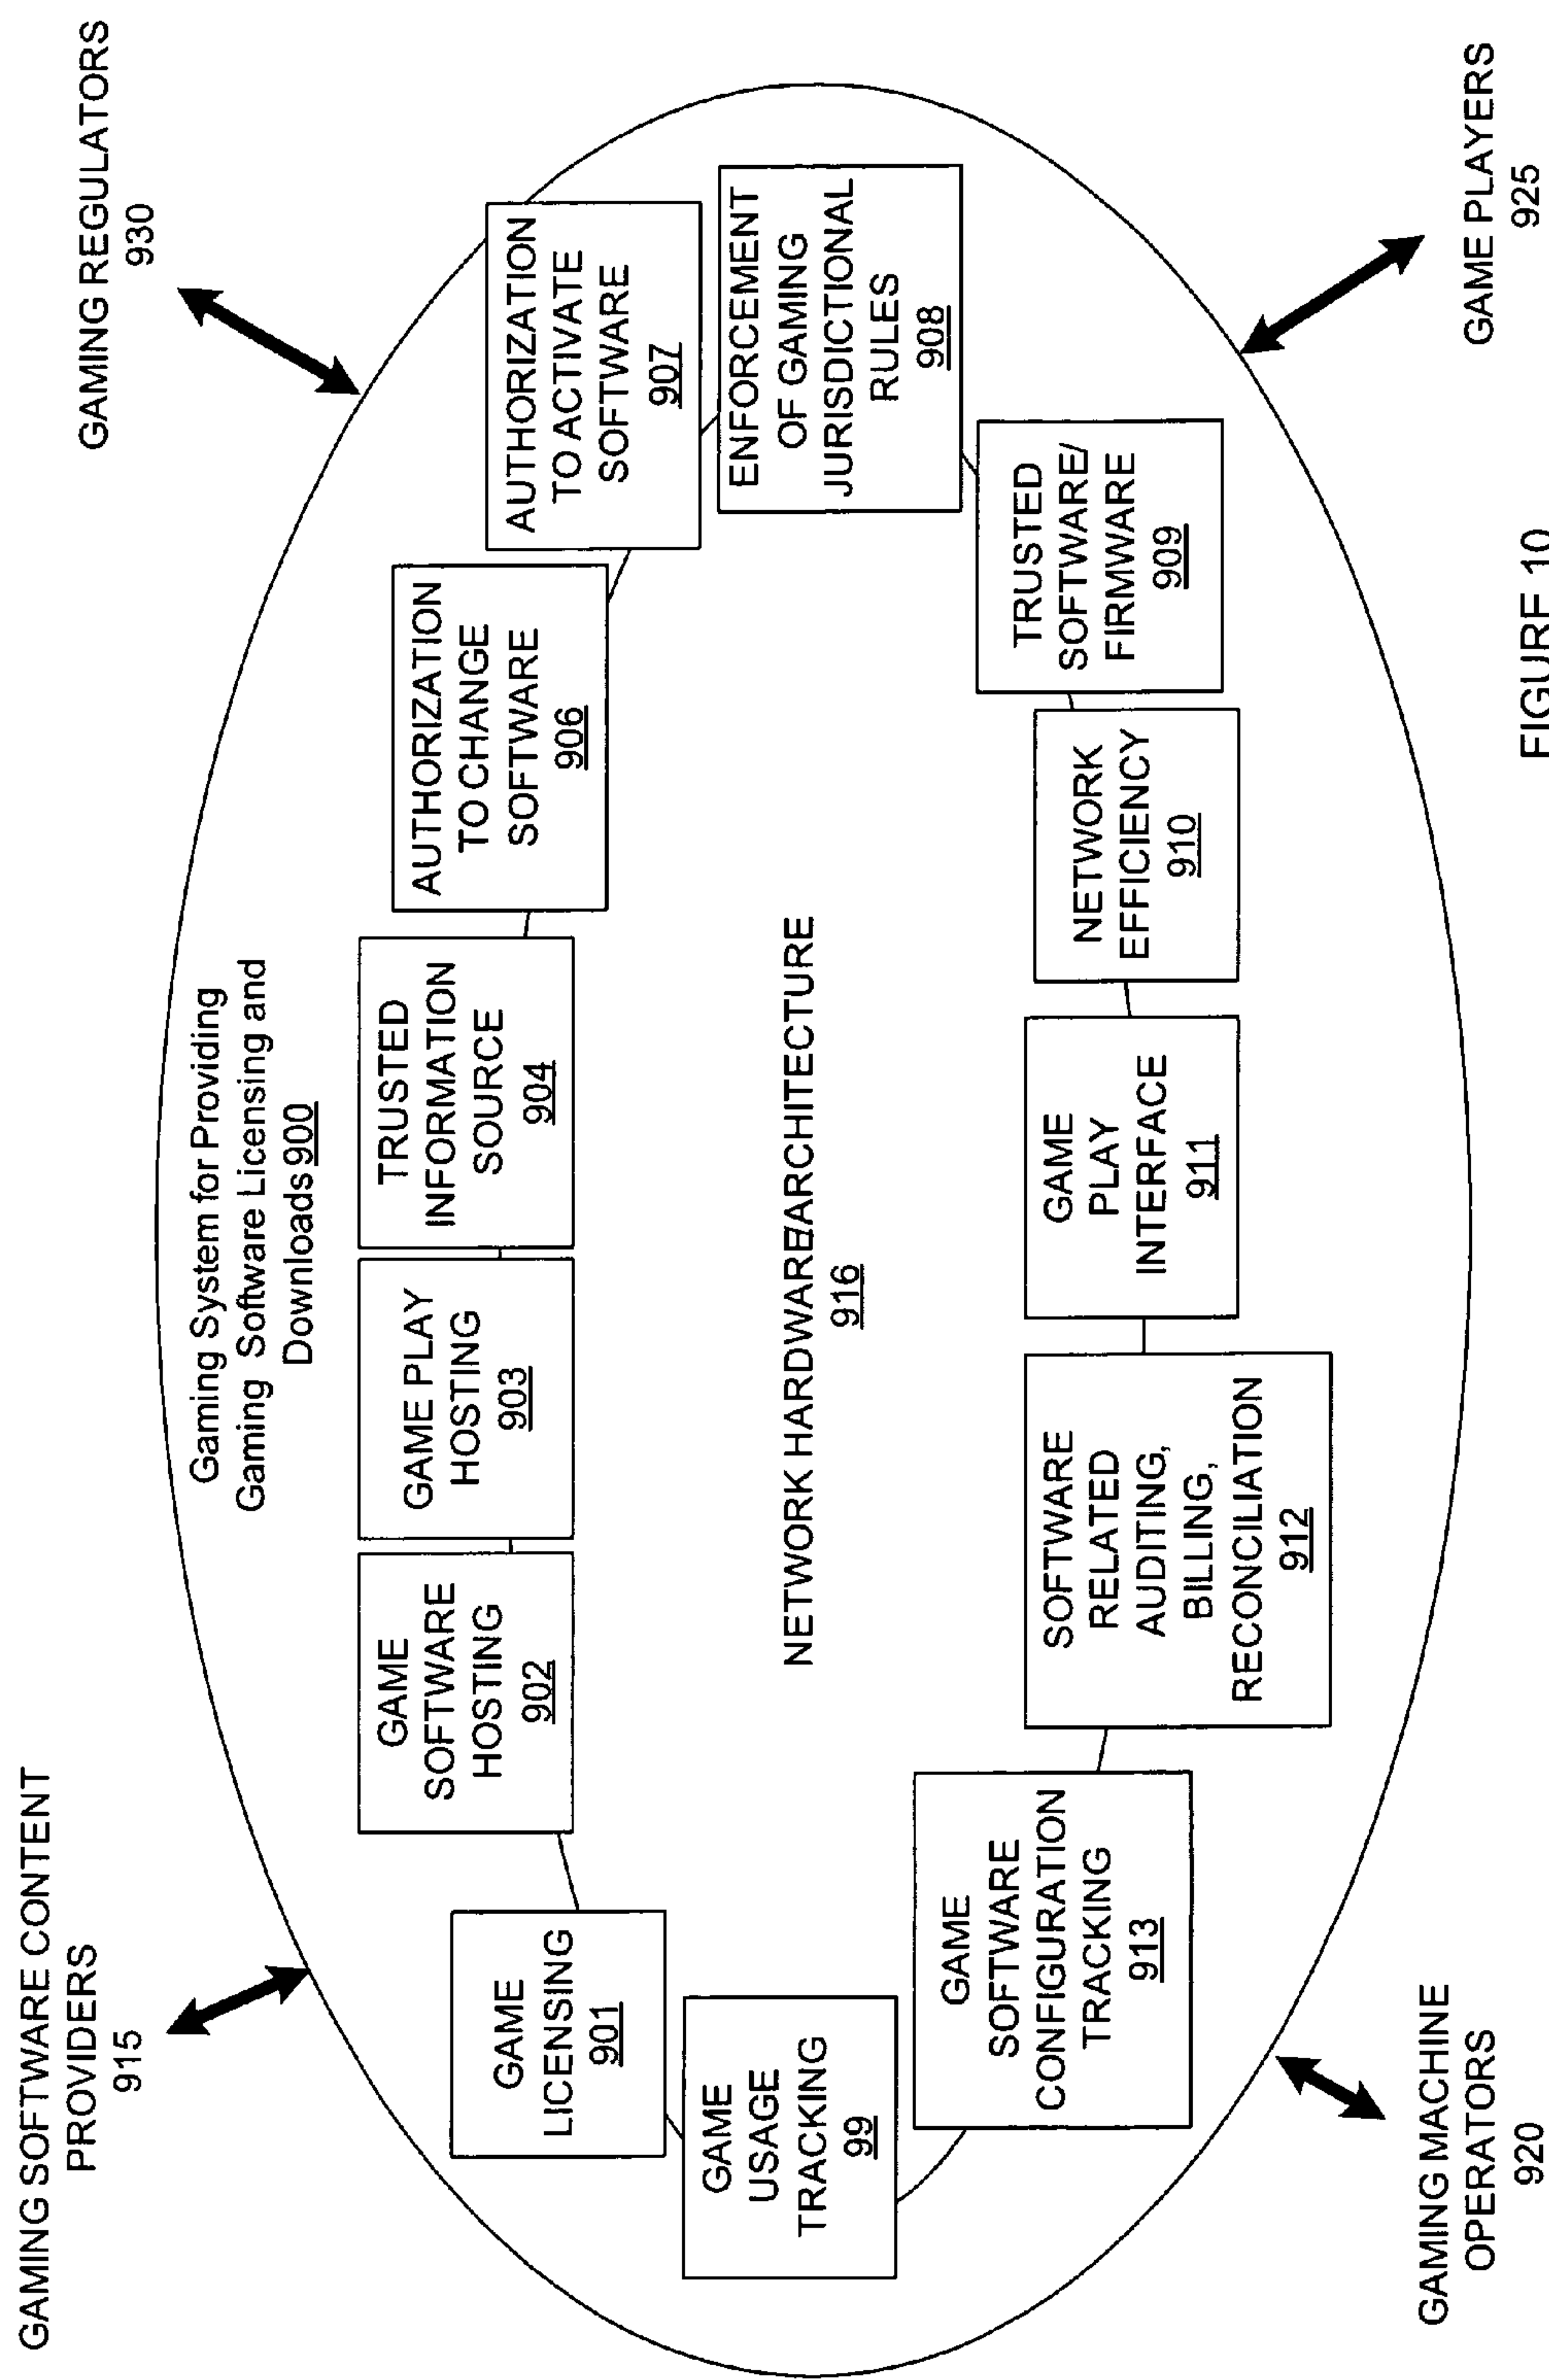 GAMING SOFTWARE CONTENT
PROVIDERS
915
GAMING REGULATORS
930
Gaming System for Providing
Gaming Software Licensing and
Downloads 900
GAME
LICENSING
901
GAME
SOFTWARE
HOSTING
902
GAME PLAY
HOSTING
903
TRUSTED
INFORMATION
SOURCE
904
AUTHORIZATION
TO CHANGE
SOFTWARE
906
AUTHORIZATION
TO ACTIVATE
SOFTWARE
907
GAME
USAGE
TRACKING
99
NETWORK HARDWARE/ARCHITECTURE
916
ENFORCEMENT
OF GAMING
JURISDICTIONAL
RULES
908
GAME
SOFTWARE
CONFIGURATION
TRACKING
913
SOFTWARE
RELATED
AUDITING,
BILLING,
RECONCILIATION
912
GAME
PLAY
INTERFACE
911
NETWORK
EFFICIENCY
910
TRUSTED
SOFTWARE/
FIRMWARE
909
GAMING MACHINE
OPERATORS
920
GAME PLAYERS
925
FIGURE 10